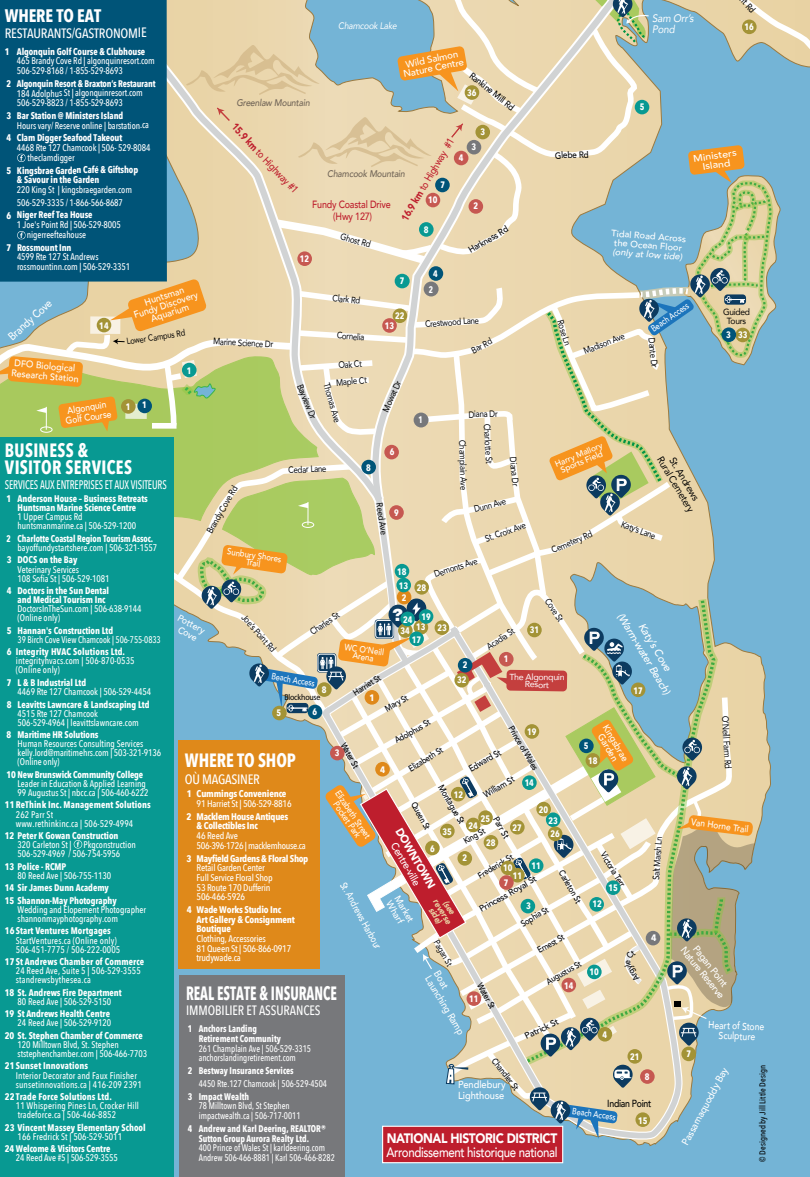 WHERE TO EAT
RESTAURANTS/GASTRONOMIE
1 Algonquin Golf Course & Clubhouse
465 Brandy Cove Rd | algonquinresort.com
506-529-8168 / 1-855-529-8693
2 Algonquin Resort & Braxton's Restaurant
184 Adolphus St | algonquinresort.com
506-529-8823 / 1-855-529-8693
3 Bar Station @ Ministers Island
Hours vary/ Reserve online | barstation.ca
4 Clam Digger Seafood Takeout
4468 Rte 127 Chamcook | 506- 529-8084
theclamdigger
5 Kingsbrae Garden Café & Giftshop
& Savour in the Garden
220 King St | kingsbraegarden.com
506-529-3335 / 1-866-566-8687
6 Niger Reef Tea House
1 Joe's Point Rd | 506-529-8005
nigerreefteahouse
7 Rossmount Inn
4599 Rte 127 St Andrews
rossmountinn.com | 506-529-3351
BUSINESS &
VISITOR SERVICES
SERVICES AUX ENTREPRISES ET AUX VISITEURS
1 Anderson House – Business Retreats
Huntsman Marine Science Centre
1 Upper Campus Rd
huntsmanmarine.ca | 506-529-1200
2 Charlotte Coastal Region Tourism Assoc.
bayoffundystartshere.com | 506-321-1557
3 DOCS on the Bay
Veterinary Services
108 Sofia St | 506-529-1081
4 Doctors in the Sun Dental
and Medical Tourism Inc
DoctorsInTheSun.com | 506-638-9144
(Online only)
5 Hannan's Construction Ltd
39 Birch Cove View Chamcook | 506-755-0833
6 Integrity HVAC Solutions Ltd.
integrityhvacs.com | 506-870-0535
(Online only)
7 L & B Industrial Ltd
4469 Rte 127 Chamcook | 506-529-4454
8 Leavitts Lawncare & Landscaping Ltd
4515 Rte 127 Chamcook
506-529-4964 | leavittslawncare.com
8 Maritime HR Solutions
Human Resources Consulting Services
kelly.lord@maritimehrs.com | 503-321-9136
(Online only)
10 New Brunswick Community College
Leader in Education & Applied Learning
99 Augustus St | nbcc.ca | 506-460-6222
11 ReThink Inc. Management Solutions
262 Parr St
www.rethinkinc.ca | 506-529-4994
12 Peter K Gowan Construction
320 Carleton St | Pkgconstruction
506-529-4969 / 506-754-5956
13 Police - RCMP
80 Reed Ave | 506-755-1130
14 Sir James Dunn Academy
15 Shannon-May Photography
Wedding and Elopement Photographer
shannonmayphotography.com
16 Start Ventures Mortgages
StartVentures.ca (Online only)
506-451-7775 / 506-222-0005
17 St Andrews Chamber of Commerce
24 Reed Ave, Suite 5 | 506-529-3555
standrewsbythesea.ca
18 St. Andrews Fire Department
80 Reed Ave | 506-529-5150
19 St Andrews Health Centre
24 Reed Ave | 506-529-9120
20 St. Stephen Chamber of Commerce
120 Milltown Blvd, St. Stephen
ststephenchamber.com | 506-466-7703
21 Sunset Innovations
Interior Decorator and Faux Finisher
sunsetinnovations.ca | 416-209 2391
22 Trade Force Solutions Ltd.
11 Whispering Pines Ln, Crocker Hill
tradeforce.ca | 506-466-8852
23 Vincent Massey Elementary School
166 Fredrick St | 506-529-5011
24 Welcome & Visitors Centre
24 Reed Ave #5 | 506-529-3555
WHERE TO SHOP
OÙ MAGASINER
1 Cummings Convenience
91 Harriet St | 506-529-8816
2 Macklem House Antiques
& Collectibles Inc
46 Reed Ave
506-396-1726 | macklemhouse.ca
3 Mayfield Gardens & Floral Shop
Retail Garden Center
Full Service Floral Shop
53 Route 170 Dufferin
506-466-5926
4 Wade Works Studio Inc
Art Gallery & Consignment
Boutique
Clothing, Accessories
81 Queen St | 506-866-0917
trudywade.ca
REAL ESTATE & INSURANCE
IMMOBILIER ET ASSURANCES
1 Anchors Landing
Retirement Community
261 Champlain Ave | 506-529-3315
anchorslandingretirement.com
2 Bestway Insurance Services
4450 Rte.127 Chamcook | 506-529-4504
3 Impact Wealth
78 Milltown Blvd, St Stephen
impactwealth.ca | 506-717-0011
4 Andrew and Karl Deering, REALTOR®
Sutton Group Aurora Realty Ltd.
400 Prince of Wales St | karldeering.com
Andrew 506-466-8881 | Karl 506-466-8282
Chamcook Lake
Sam Orr's
Pond
Wild Salmon
Nature Centre
Rankine Mill Rd
Greenlaw Mountain
Chamcook Mountain
15.9 km to Highway #1
16.9 km to Highway #1
Fundy Coastal Drive
(Hwy 127)
Glebe Rd
Ministers
Island
Tidal Road Across
the Ocean Floor
(only at low tide)
Ghost Rd
Harkness Rd
Beach Access
Guided
Tours
Clark Rd
Crestwood Lane
Cornelia
Bar Rd
Rose Ln
Madison Ave
Dante Dr
Brandy Cove
Huntsman
Fundy Discovery
Aquarium
Lower Campus Rd
Marine Science Dr
DFO Biological
Research Station
Algonquin
Golf Course
Oak Ct
Maple Ct
Thomas Ave
Bayview Dr
Mowat Dr
Diana Dr
Charlotte St
Champlain Ave
Diana Dr
Harry Mallory
Sports Field
St. Andrews
Rural Cemetery
Cedar Lane
Brandy Cove Rd
Reed Ave
Dunn Ave
St. Croix Ave
Cemetery Rd
Katy's Lane
Sunbury Shores
Trail
Demonts Ave
Joe's Point Rd
Pottery
Cove
Charles St
Cove St
Acadia St
WC O'Neill
Arena
Katy's Cove
(Warm-water Beach)
Beach Access
Blockhouse
Harriet St
Mary St
The Algonquin
Resort
Adolphus St
Elizabeth St
Edward St
William St
Prince of Wales
Kingsbrae
Garden
O'Neill Farm Rd
Water St
Elizabeth Street
Pocket Park
Queen St
Montague St
King St
Parr St
Frederick St
Princess Royal St
Sophia St
Carleton St
Victoria Terr
Van Horne Trail
Sat Marsh Ln
DOWNTOWN
Centre-ville
(see
reverse
side)
St. Andrews Harbour
Market
Wharf
Pagan St
Boat
Launching Ramp
Water St
Ernest St
Augustus St
Agrylle Ct
Patrick St
Pagan Point
Nature Reserve
Heart of Stone
Sculpture
Chandler St
Pendlebury
Lighthouse
Indian Point
Beach Access
Passamaquoddy Bay
NATIONAL HISTORIC DISTRICT
Arrondissement historique national
© Designed by Jill Leske Design